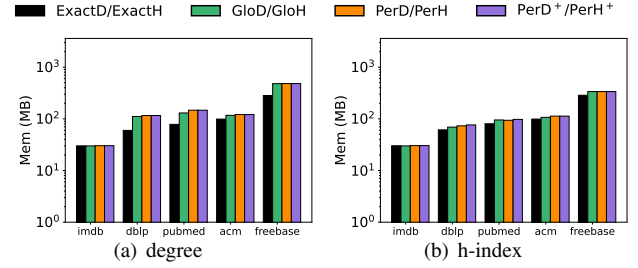 ExactD/ExactH GloD/GloH PerD/PerH PerD⁺/PerH⁺
Mem (MB)
10³
10²
10¹
10⁰
imdb dblp pubmed acm freebase
(a) degree
Mem (MB)
10³
10²
10¹
10⁰
imdb dblp pubmed acm freebase
(b) h-index